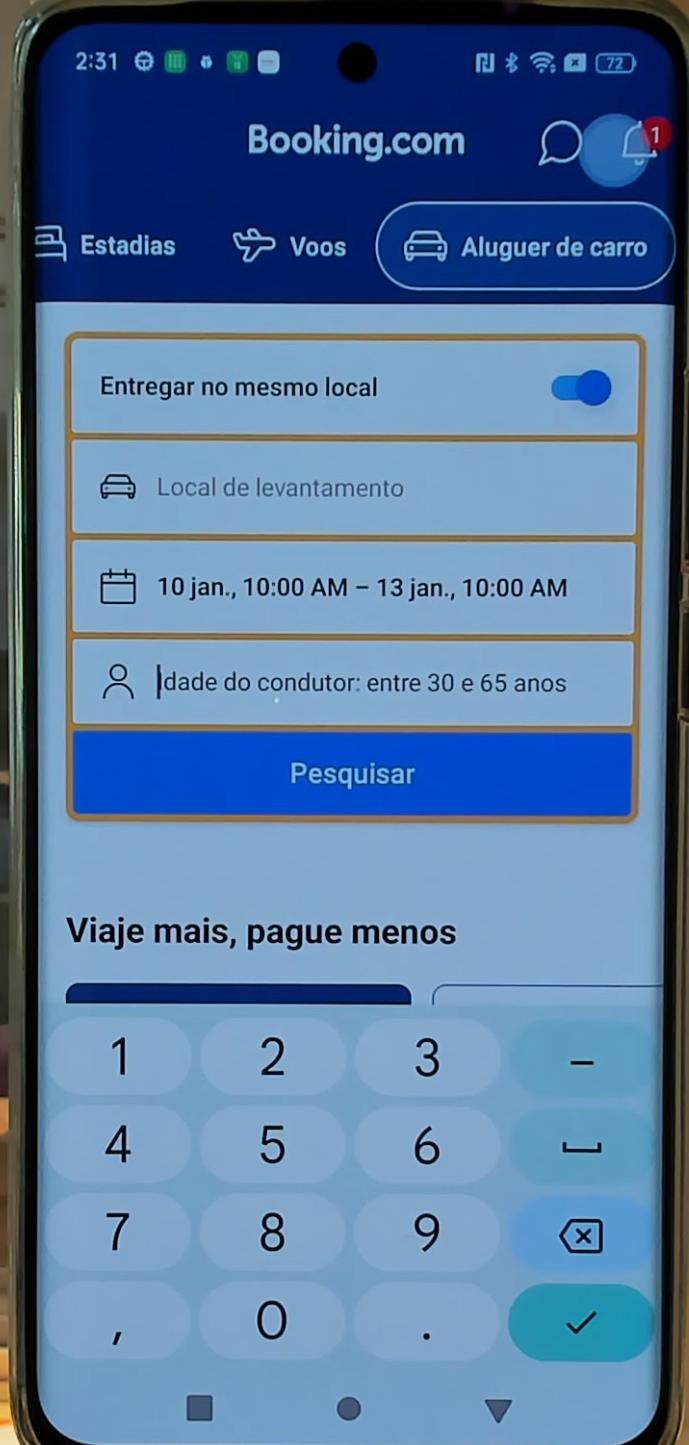 2:31 72
Booking.com
1
Estadias Voos Aluguer de carro
Entregar no mesmo local
Local de levantamento
10 jan., 10:00 AM – 13 jan., 10:00 AM
Idade do condutor: entre 30 e 65 anos
Pesquisar
Viaje mais, pague menos
1 2 3 –
4 5 6
7 8 9
, 0 .